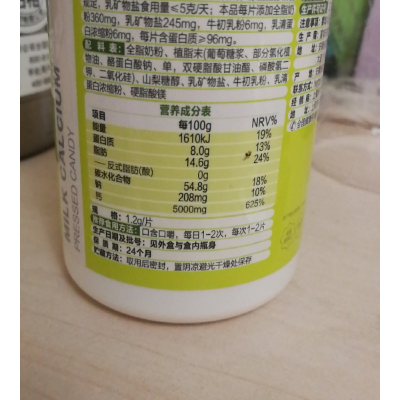 规定，乳矿物盐食用量≤5克/天；本品每片添加全脂奶
粉360mg，乳矿物盐245mg，牛初乳粉6mg，乳清蛋
白浓缩粉6mg，每片含蛋白质≥96mg。
配料表：全脂奶粉、植脂末(葡萄糖浆、部分氢化植
物油、酪蛋白酸钠、单，双硬脂酸甘油酯、磷酸氢二
钾、二氧化硅)、山梨糖醇、乳矿物盐、牛初乳粉、乳清
蛋白浓缩粉、硬脂酸镁
营养成分表
项目 每100g NRV%
能量 1610kJ 19%
蛋白质 8.0g 13%
脂肪 14.6g 24%
--反式脂肪(酸) 0g
碳水化合物 54.8g 18%
钠 208mg 10%
钙 5000mg 625%
规 格：1.2g/片
推荐食用方法：口含口嚼，每日1-2次，每次1-2片
生产日期及批号：见外盒与盒内瓶身
保 质 期：24个月
贮藏方法：取用后密封，置阴凉避光干燥处保存
MILK CALCIUM
PRESSED CANDY